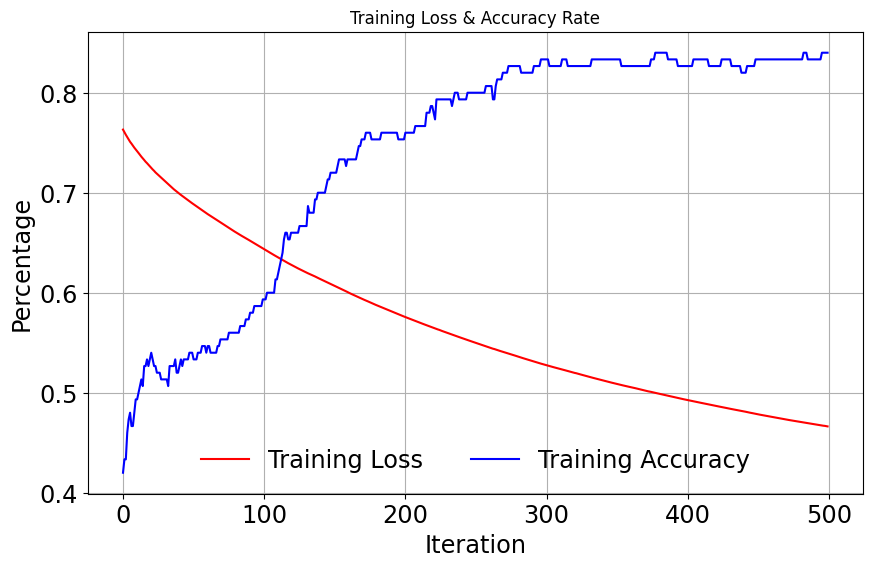 Training Loss & Accuracy Rate
Percentage
0.8
0.7
0.6
0.5
0.4
Training Loss
Training Accuracy
0
100
200
300
400
500
Iteration